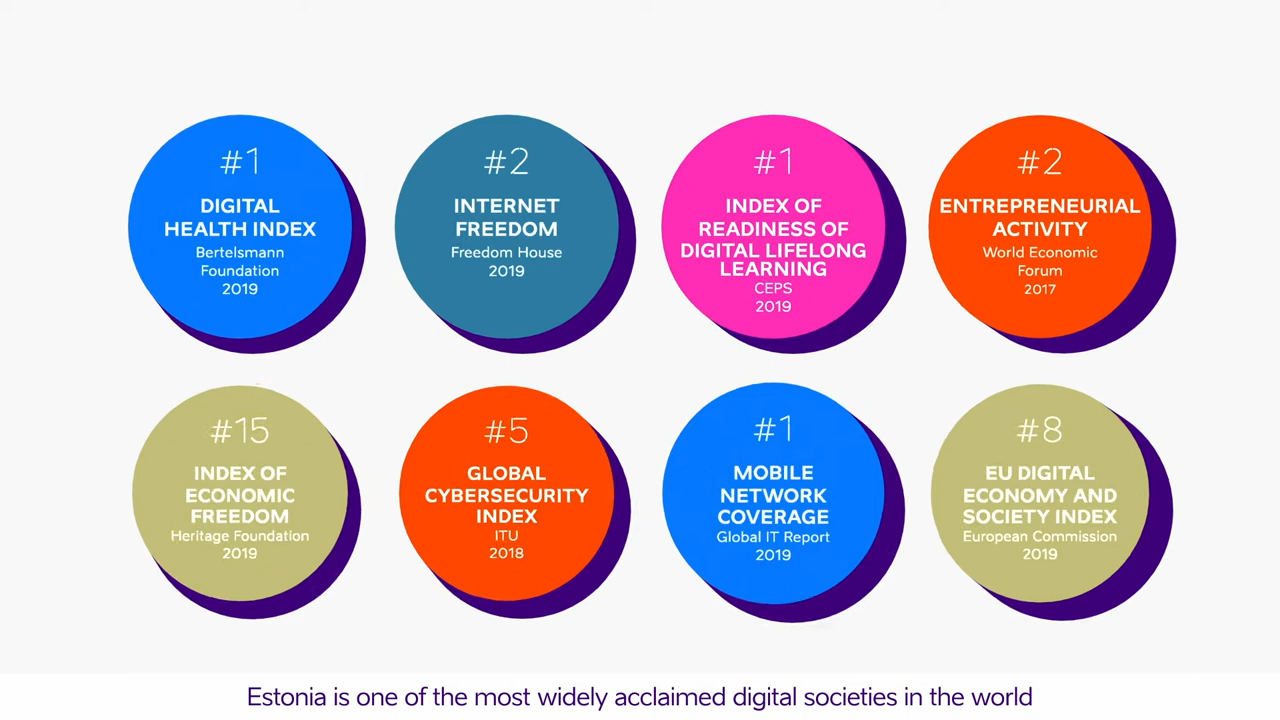 #1
DIGITAL
HEALTH INDEX
Bertelsmann
Foundation
2019
#2
INTERNET
FREEDOM
Freedom House
2019
#1
INDEX OF
READINESS OF
DIGITAL LIFELONG
LEARNING
CEPS
2019
#2
ENTREPRENEURIAL
ACTIVITY
World Economic
Forum
2017
#15
INDEX OF
ECONOMIC
FREEDOM
Heritage Foundation
2019
#5
GLOBAL
CYBERSECURITY
INDEX
ITU
2018
#1
MOBILE
NETWORK
COVERAGE
Global IT Report
2019
#8
EU DIGITAL
ECONOMY AND
SOCIETY INDEX
European Commission
2019
Estonia is one of the most widely acclaimed digital societies in the world